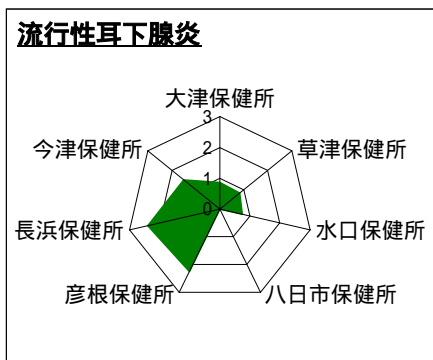 流行性耳下腺炎
大津保健所
3
草津保健所
2
今津保健所
1
0
長浜保健所
水口保健所
彦根保健所
八日市保健所